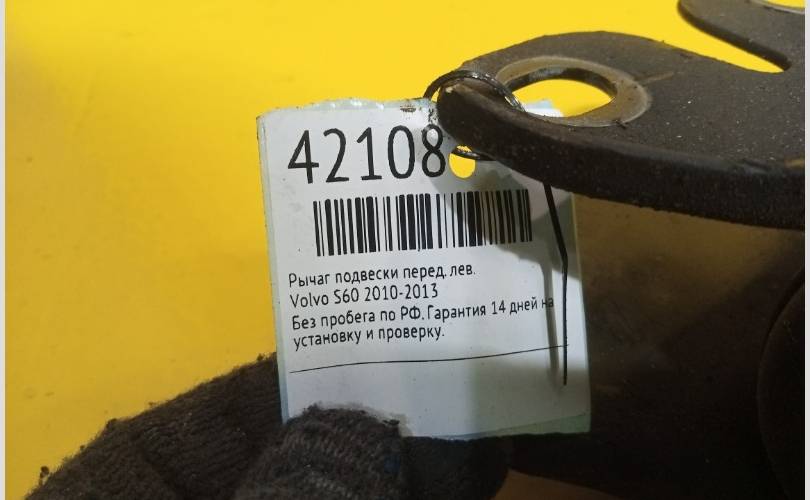 42108
Рычаг подвески перед. лев.
Volvo S60 2010-2013
Без пробега по РФ. Гарантия 14 дней на
установку и проверку.